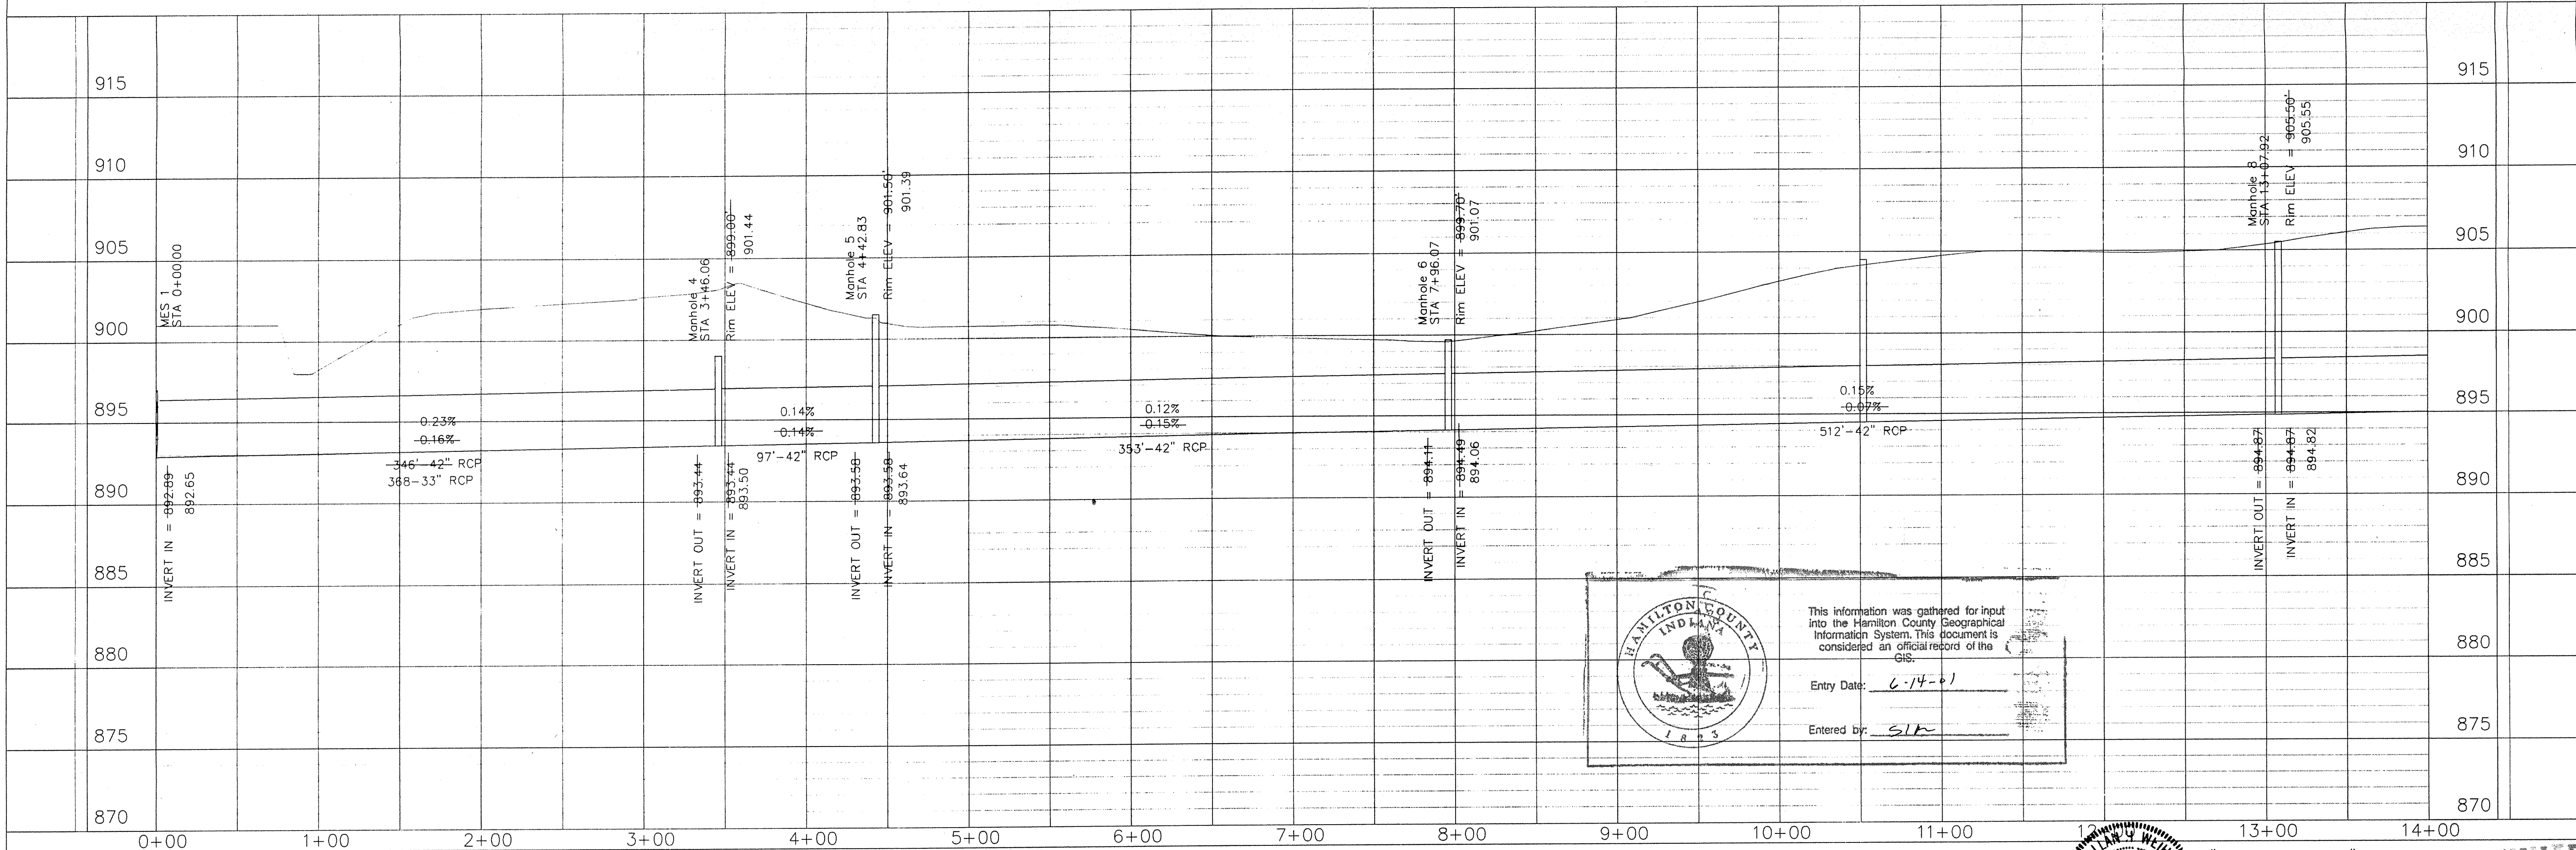 915
910
905
900
895
890
885
880
875
870
0+00
1+00
2+00
3+00
4+00
5+00
6+00
7+00
8+00
9+00
10+00
11+00
12+00
13+00
14+00
915
910
905
900
895
890
885
880
875
870
MES 1
STA 0+00.00
INVERT IN = 892.89
892.65
0.23%
0.16%
346'-42" RCP
368-33" RCP
Manhole 4
STA 3+46.06
Rim ELEV = 899.00'
901.44
INVERT OUT = 893.44
INVERT IN = 893.44
893.50
0.14%
0.14%
97'-42" RCP
Manhole 5
STA 4+42.83
Rim ELEV = 901.50'
901.39
INVERT OUT = 893.58
INVERT IN = 893.58
893.64
0.12%
0.15%
353'-42" RCP
Manhole 6
STA 7+96.07
Rim ELEV = 899.70'
901.07
INVERT OUT = 894.11
INVERT IN = 894.49
894.06
0.15%
0.07%
512'-42" RCP
Manhole 8
STA 13+07.92
Rim ELEV = 905.50'
905.55
INVERT OUT = 894.87
INVERT IN = 894.87
894.82
HAMILTON COUNTY
INDIANA
1823
This information was gathered for input
into the Hamilton County Geographical
Information System. This document is
considered an official record of the
GIS.
Entry Date: 6-14-01
Entered by: